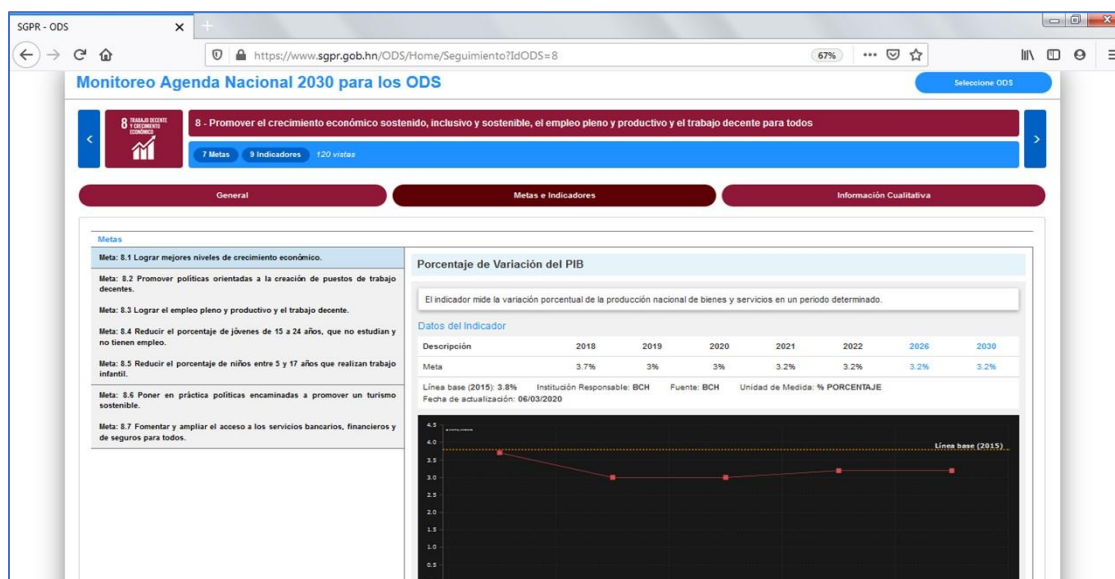 SGPR - ODS
https://www.sgpr.gob.hn/ODS/Home/Seguimiento?IdODS=8
67%
Monitoreo Agenda Nacional 2030 para los ODS
Seleccione ODS
8 TRABAJO DECENTE
Y CRECIMIENTO
ECONÓMICO
8 - Promover el crecimiento económico sostenido, inclusivo y sostenible, el empleo pleno y productivo y el trabajo decente para todos
7 Metas 9 Indicadores 120 vistas
General Metas e Indicadores Información Cualitativa
Metas
Meta: 8.1 Lograr mejores niveles de crecimiento económico.
Meta: 8.2 Promover políticas orientadas a la creación de puestos de trabajo
decentes.
Meta: 8.3 Lograr el empleo pleno y productivo y el trabajo decente.
Meta: 8.4 Reducir el porcentaje de jóvenes de 15 a 24 años, que no estudian y
no tienen empleo.
Meta: 8.5 Reducir el porcentaje de niños entre 5 y 17 años que realizan trabajo
infantil.
Meta: 8.6 Poner en práctica políticas encaminadas a promover un turismo
sostenible.
Meta: 8.7 Fomentar y ampliar el acceso a los servicios bancarios, financieros y
de seguros para todos.
Porcentaje de Variación del PIB
El indicador mide la variación porcentual de la producción nacional de bienes y servicios en un periodo determinado.
Datos del Indicador
Descripción 2018 2019 2020 2021 2022 2026 2030
Meta 3.7% 3% 3% 3.2% 3.2% 3.2% 3.2%
Línea base (2015): 3.8% Institución Responsable: BCH Fuente: BCH Unidad de Medida: % PORCENTAJE
Fecha de actualización: 06/03/2020
4.5
4.0
Línea base (2015)
3.5
3.0
2.5
2.0
1.5
1.0
0.5